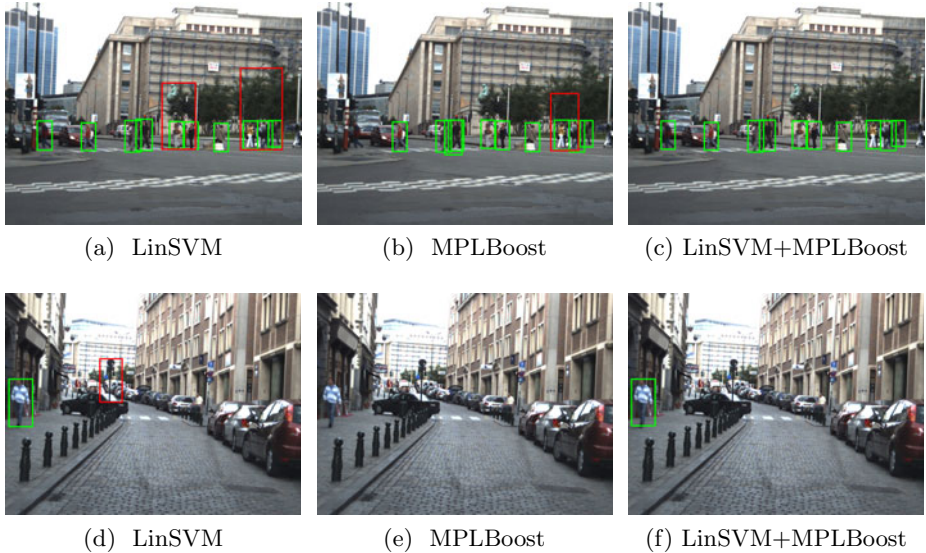 (a) LinSVM
(b) MPLBoost
(c) LinSVM+MPLBoost
(d) LinSVM
(e) MPLBoost
(f) LinSVM+MPLBoost